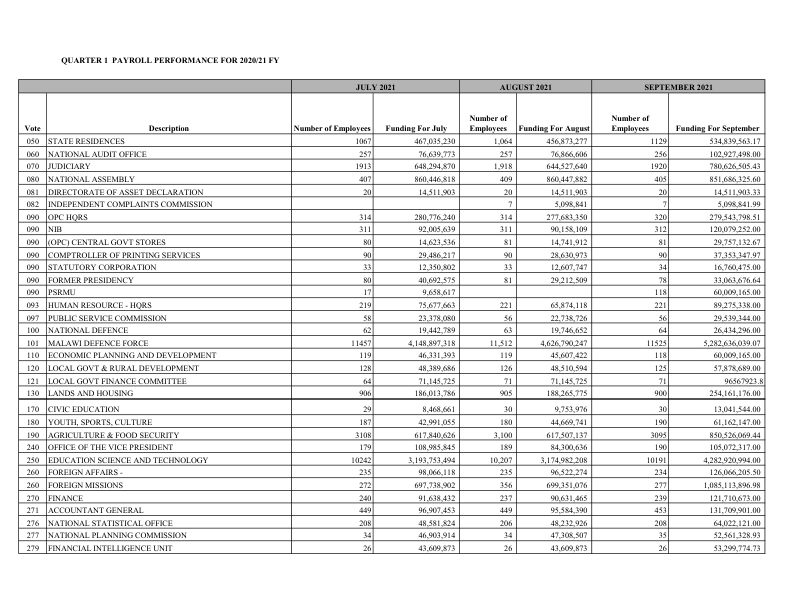 QUARTER 1 PAYROLL PERFORMANCE FOR 2020/21 FY
JULY 2021 AUGUST 2021 SEPTEMBER 2021
Vote Description Number of Employees Funding For July Number of Employees Funding For August Number of Employees Funding For September
050 STATE RESIDENCES 1067 467,035,230 1,064 456,873,277 1129 534,839,563.17
060 NATIONAL AUDIT OFFICE 257 76,639,773 257 76,866,606 256 102,927,498.00
070 JUDICIARY 1913 648,294,870 1,918 644,527,640 1920 780,626,505.43
080 NATIONAL ASSEMBLY 407 860,446,818 409 860,447,882 405 851,686,325.60
081 DIRECTORATE OF ASSET DECLARATION 20 14,511,903 20 14,511,903 20 14,511,903.33
082 INDEPENDENT COMPLAINTS COMMISSION 7 5,098,841 7 5,098,841.99
090 OPC HQRS 314 280,776,240 314 277,683,350 320 279,543,798.51
090 NIB 311 92,005,639 311 90,158,109 312 120,079,252.00
090 (OPC) CENTRAL GOVT STORES 80 14,623,536 81 14,741,912 81 29,757,132.67
090 COMPTROLLER OF PRINTING SERVICES 90 29,486,217 90 28,630,973 90 37,353,347.97
090 STATUTORY CORPORATION 33 12,350,802 33 12,607,747 34 16,760,475.00
090 FORMER PRESIDENCY 80 40,692,575 81 29,212,509 78 33,063,676.64
090 PSRMU 17 9,658,617 118 60,009,165.00
093 HUMAN RESOURCE - HQRS 219 75,677,663 221 65,874,118 221 89,275,338.00
097 PUBLIC SERVICE COMMISSION 58 23,378,080 56 22,738,726 56 29,539,344.00
100 NATIONAL DEFENCE 62 19,442,789 63 19,746,652 64 26,434,296.00
101 MALAWI DEFENCE FORCE 11457 4,148,897,318 11,512 4,626,790,247 11525 5,282,636,039.07
110 ECONOMIC PLANNING AND DEVELOPMENT 119 46,331,393 119 45,607,422 118 60,009,165.00
120 LOCAL GOVT & RURAL DEVELOPMENT 128 48,389,686 126 48,510,594 125 57,878,689.00
121 LOCAL GOVT FINANCE COMMITTEE 64 71,145,725 71 71,145,725 71 96567923.8
130 LANDS AND HOUSING 906 186,013,786 905 188,265,775 900 254,161,176.00
170 CIVIC EDUCATION 29 8,468,661 30 9,753,976 30 13,041,544.00
180 YOUTH, SPORTS, CULTURE 187 42,991,055 180 44,669,741 190 61,162,147.00
190 AGRICULTURE & FOOD SECURITY 3108 617,840,626 3,100 617,507,137 3095 850,526,069.44
240 OFFICE OF THE VICE PRESIDENT 179 108,985,845 189 84,300,636 190 105,072,317.00
250 EDUCATION SCIENCE AND TECHNOLOGY 10242 3,193,753,494 10,207 3,174,982,208 10191 4,282,920,994.00
260 FOREIGN AFFAIRS - 235 98,066,118 235 96,522,274 234 126,066,205.50
260 FOREIGN MISSIONS 272 697,738,902 356 699,351,076 277 1,085,113,896.98
270 FINANCE 240 91,638,432 237 90,631,465 239 121,710,673.00
271 ACCOUNTANT GENERAL 449 96,907,453 449 95,584,390 453 131,709,901.00
276 NATIONAL STATISTICAL OFFICE 208 48,581,824 206 48,232,926 208 64,022,121.00
277 NATIONAL PLANNING COMMISSION 34 46,903,914 34 47,308,507 35 52,561,328.93
279 FINANCIAL INTELLIGENCE UNIT 26 43,609,873 26 43,609,873 26 53,299,774.73